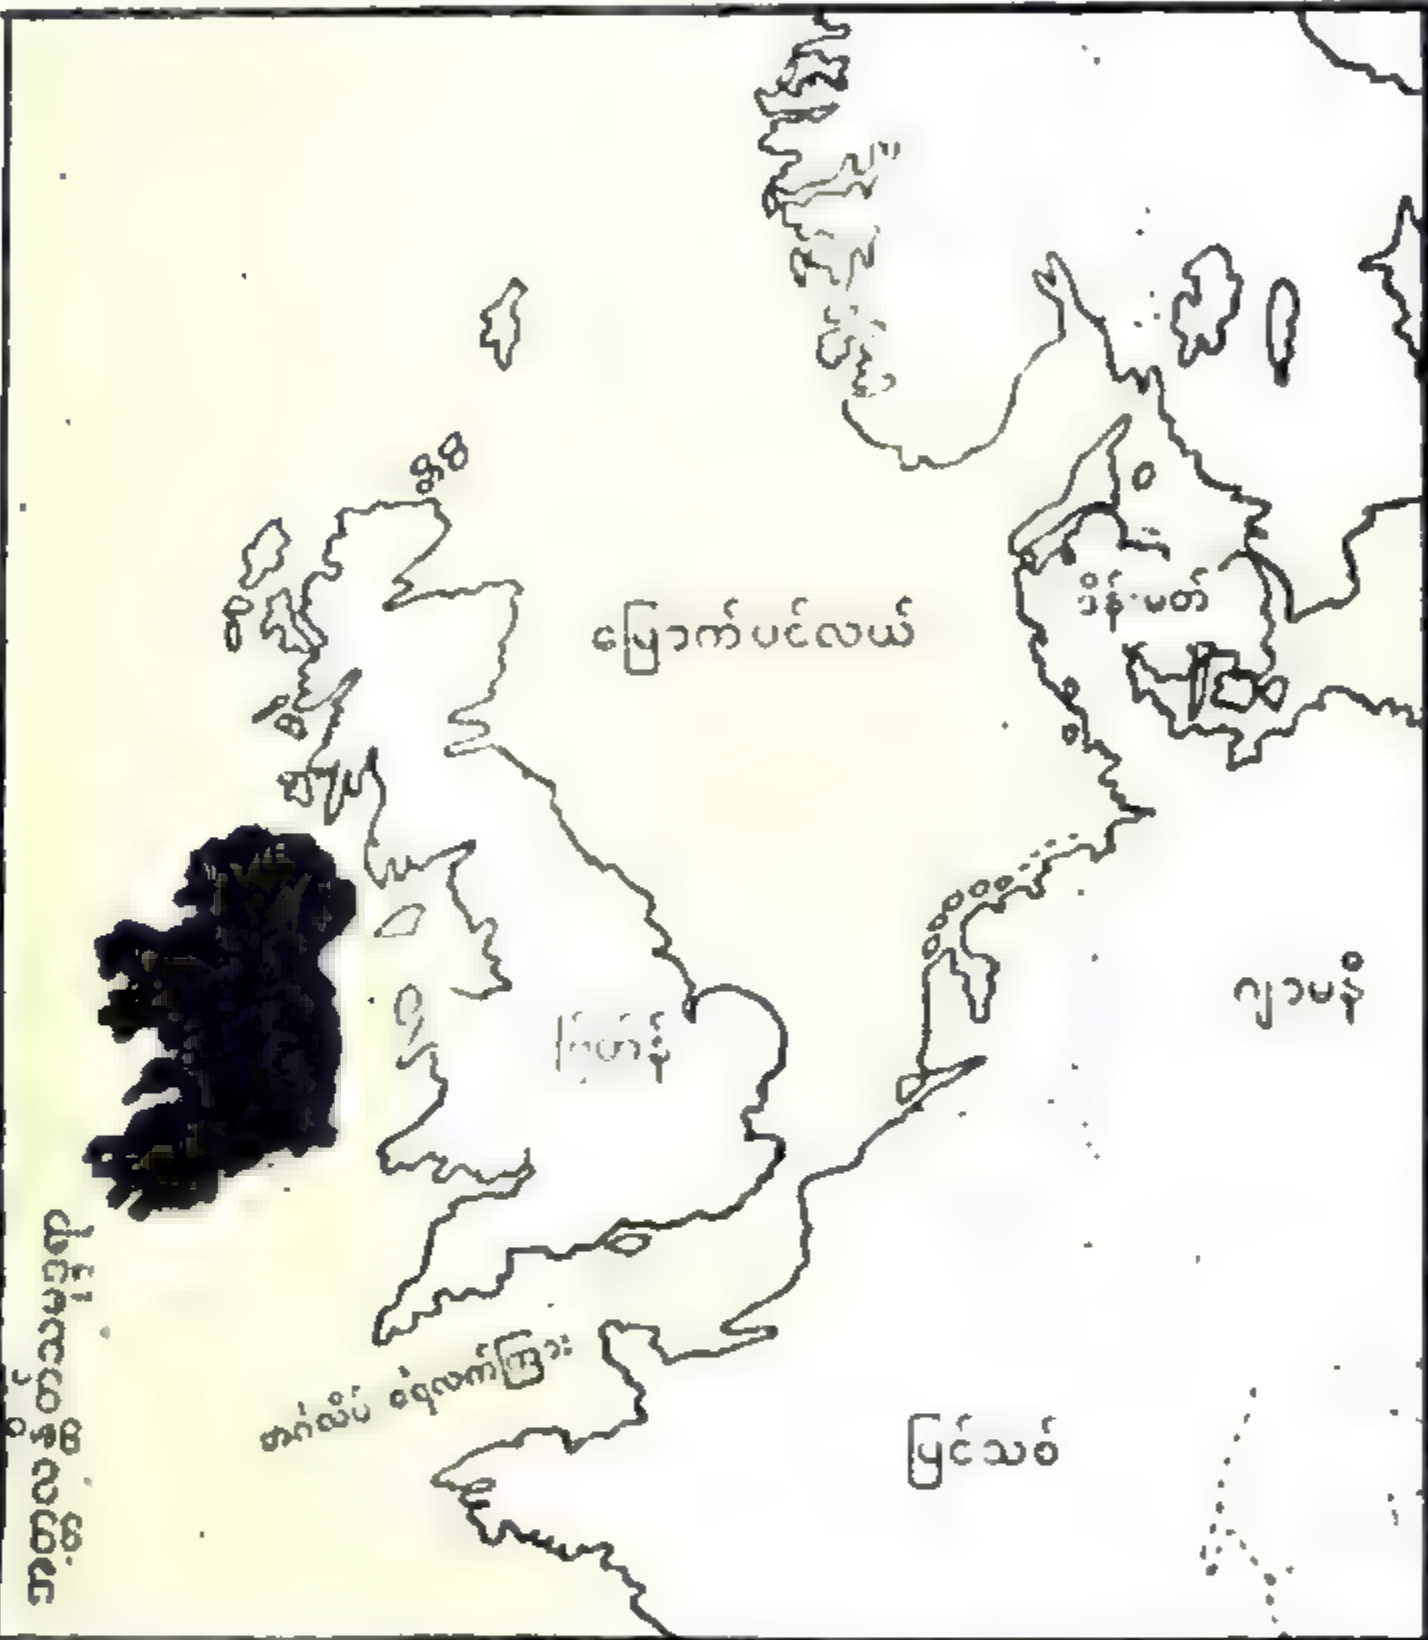 မြောက်ပင်လယ်
ဒိန်းမတ်
ဂျာမနီ
ဗြိတိန်
အင်္ဂလိပ် ရေလက်ကြား
ပြင်သစ်
အတ္တလန္တိတ်သမုဒ္ဒရာ